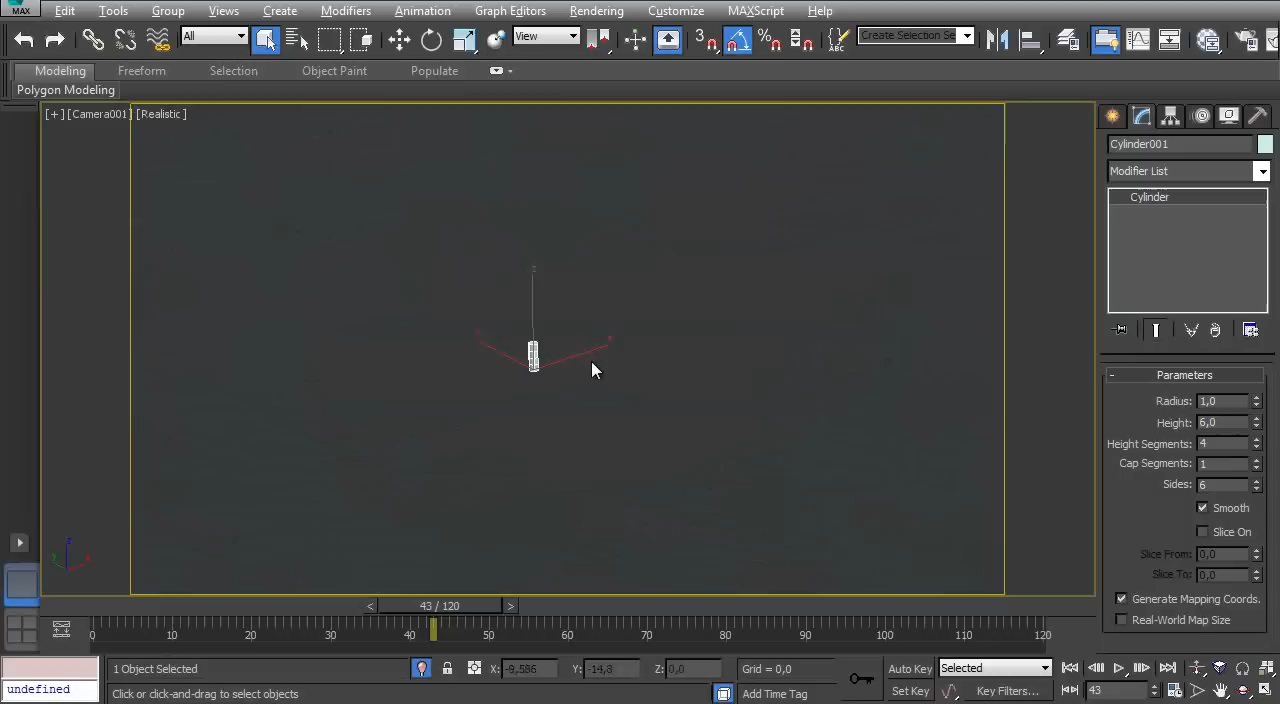 MAX Edit Tools Group Views Create Modifiers Animation Graph Editors Rendering Customize MAXScript Help
All View 3 % ABC Create Selection Se
Modeling Freeform Selection Object Paint Populate
Polygon Modeling
[+] [Camera001] [Realistic]
Cylinder001
Modifier List
Cylinder
- Parameters
Radius: 1,0
Height: 6,0
Height Segments: 4
Cap Segments: 1
Sides: 6
Smooth
Slice On
Slice From: 0,0
Slice To: 0,0
Generate Mapping Coords.
Real-World Map Size
z
x
< 43 / 120 >
0 10 20 30 40 50 60 70 80 90 100 110 120
1 Object Selected X: -9,586 Y: -14,8 Z: 0,0 Grid = 0,0 Auto Key Selected
undefined Click or click-and-drag to select objects Add Time Tag Set Key Key Filters... 43